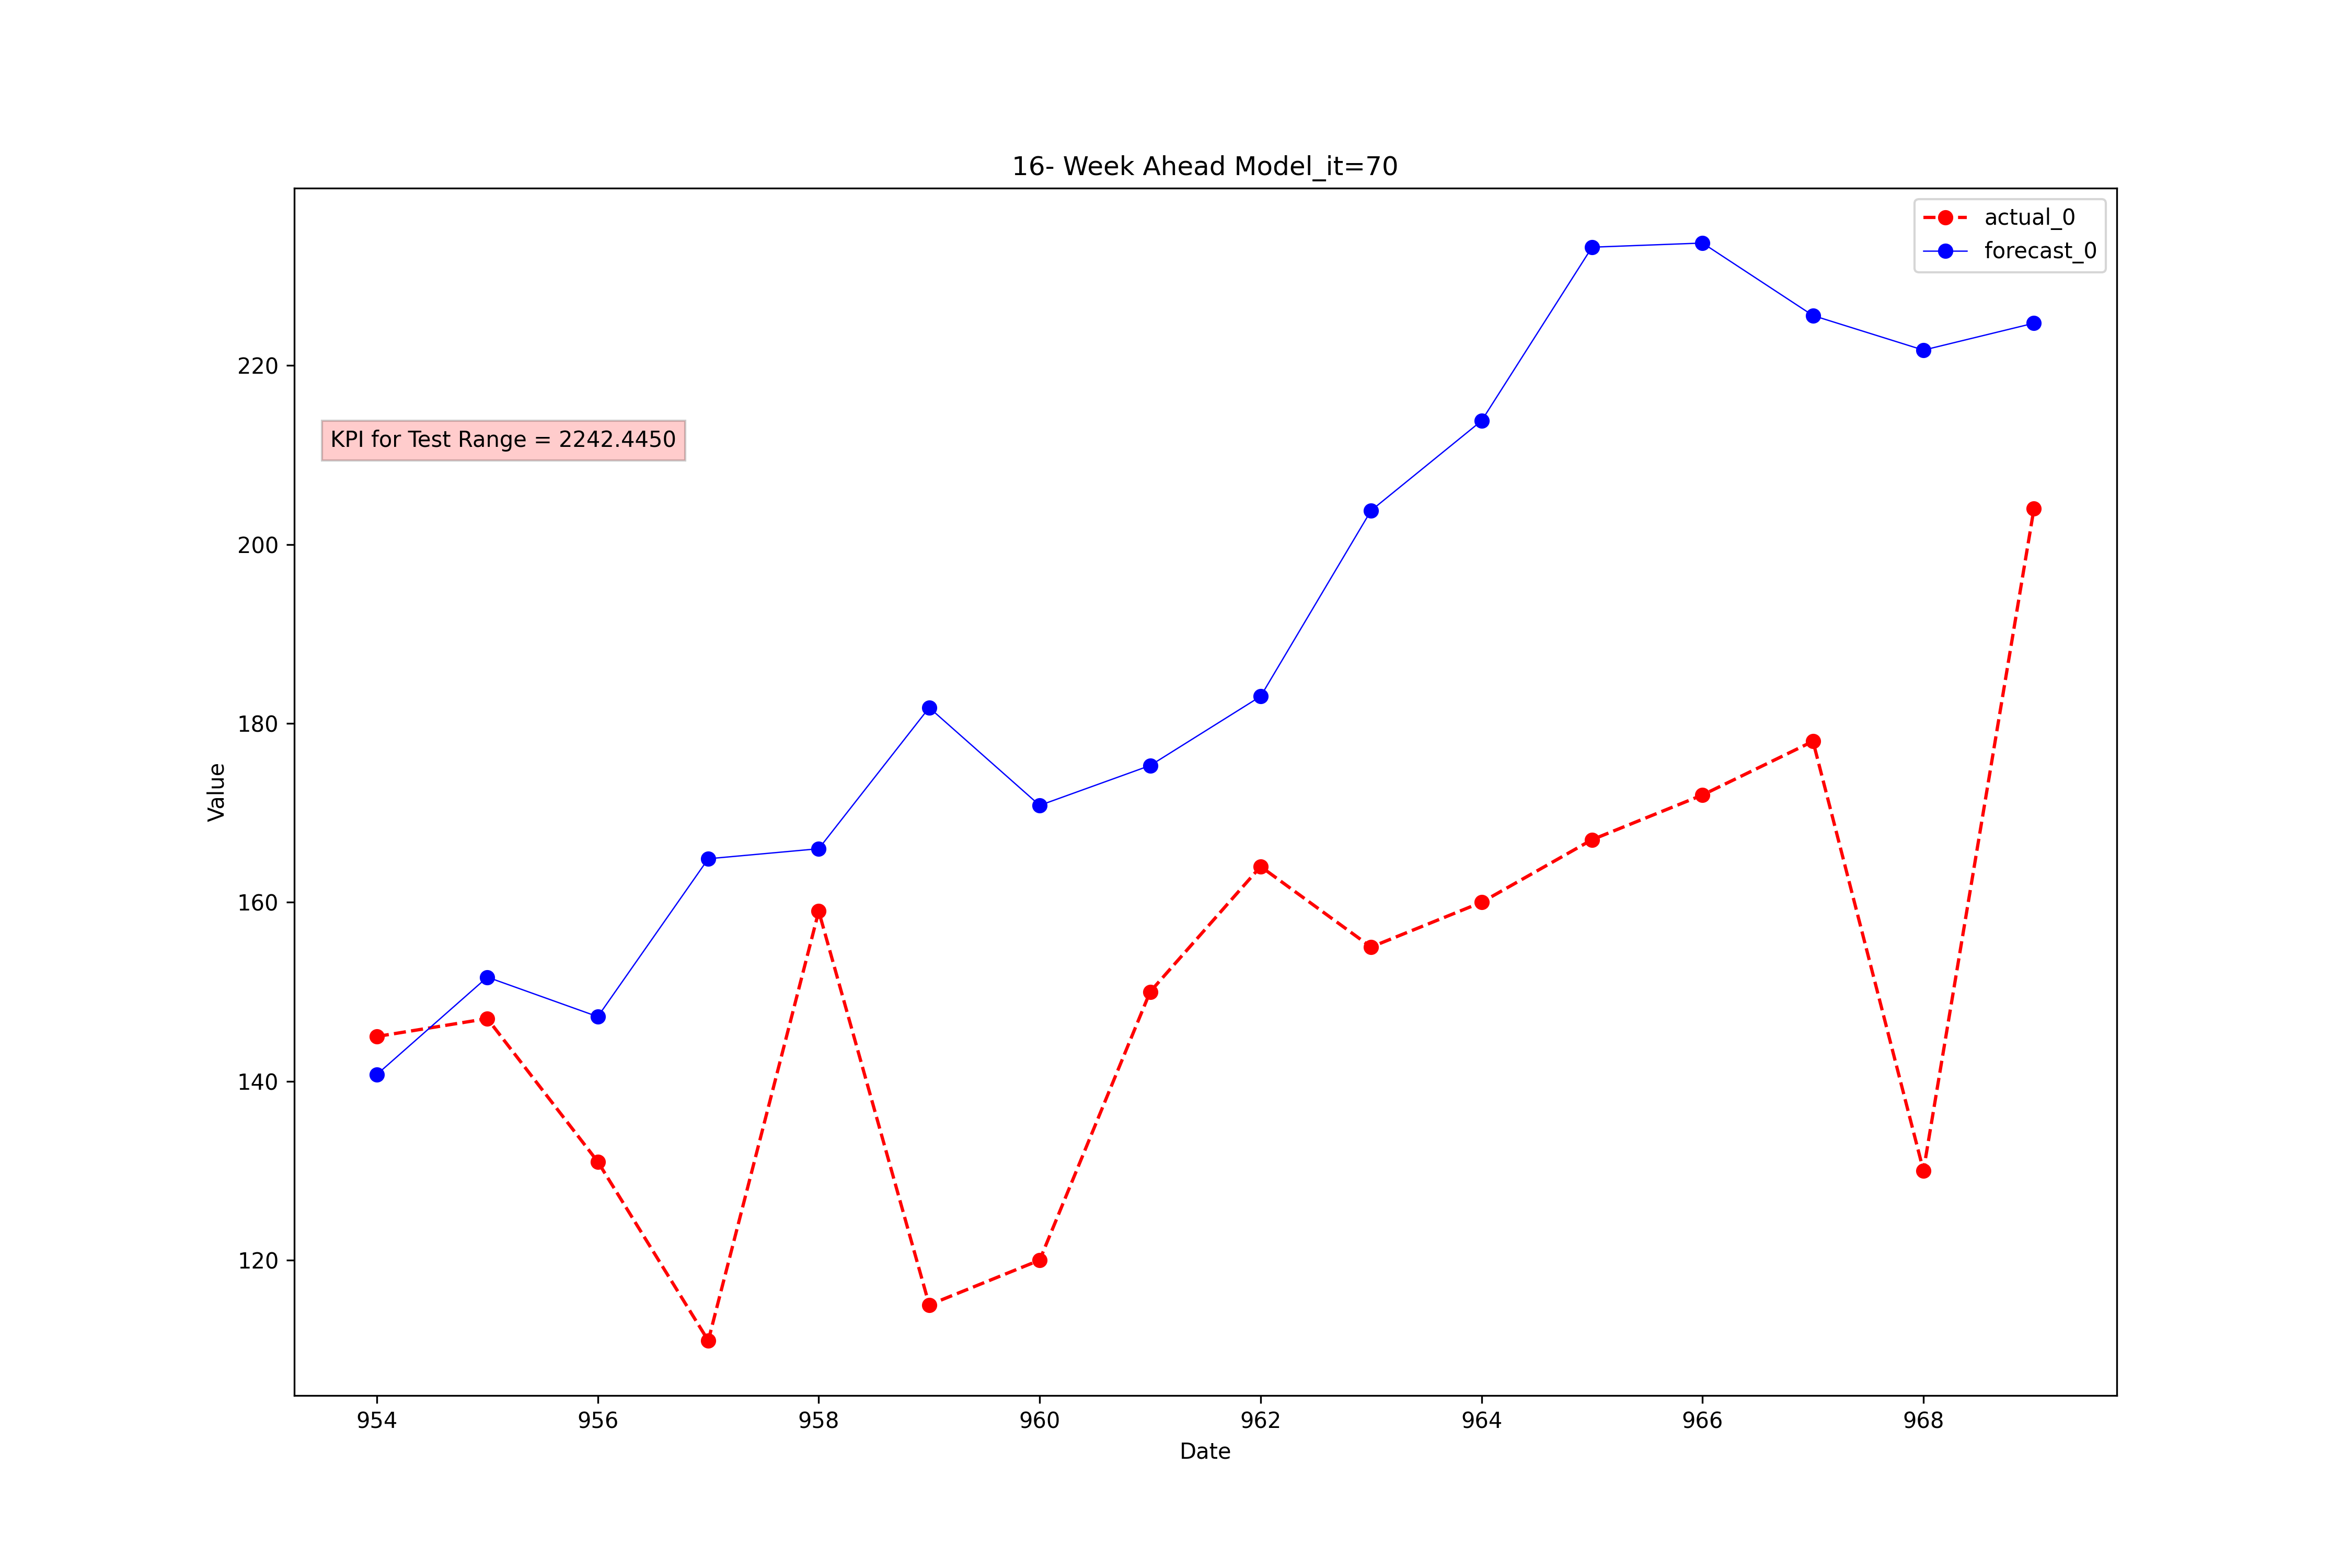 16- Week Ahead Model_it=70
actual_0
forecast_0
KPI for Test Range = 2242.4450
Value
220
200
180
160
140
120
954 956 958 960 962 964 966 968
Date